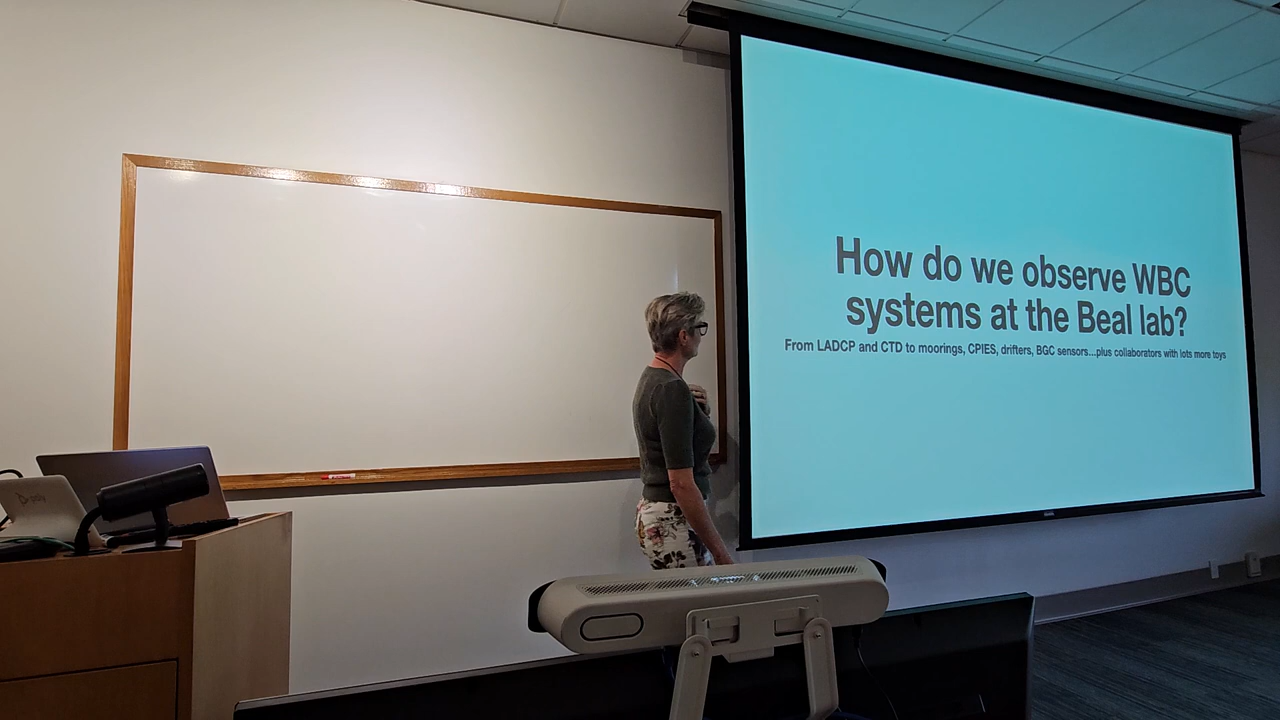 How do we observe WBC
systems at the Beal lab?
From LADCP and CTD to moorings, CPIES, drifters, BGC sensors...plus collaborators with lots more toys